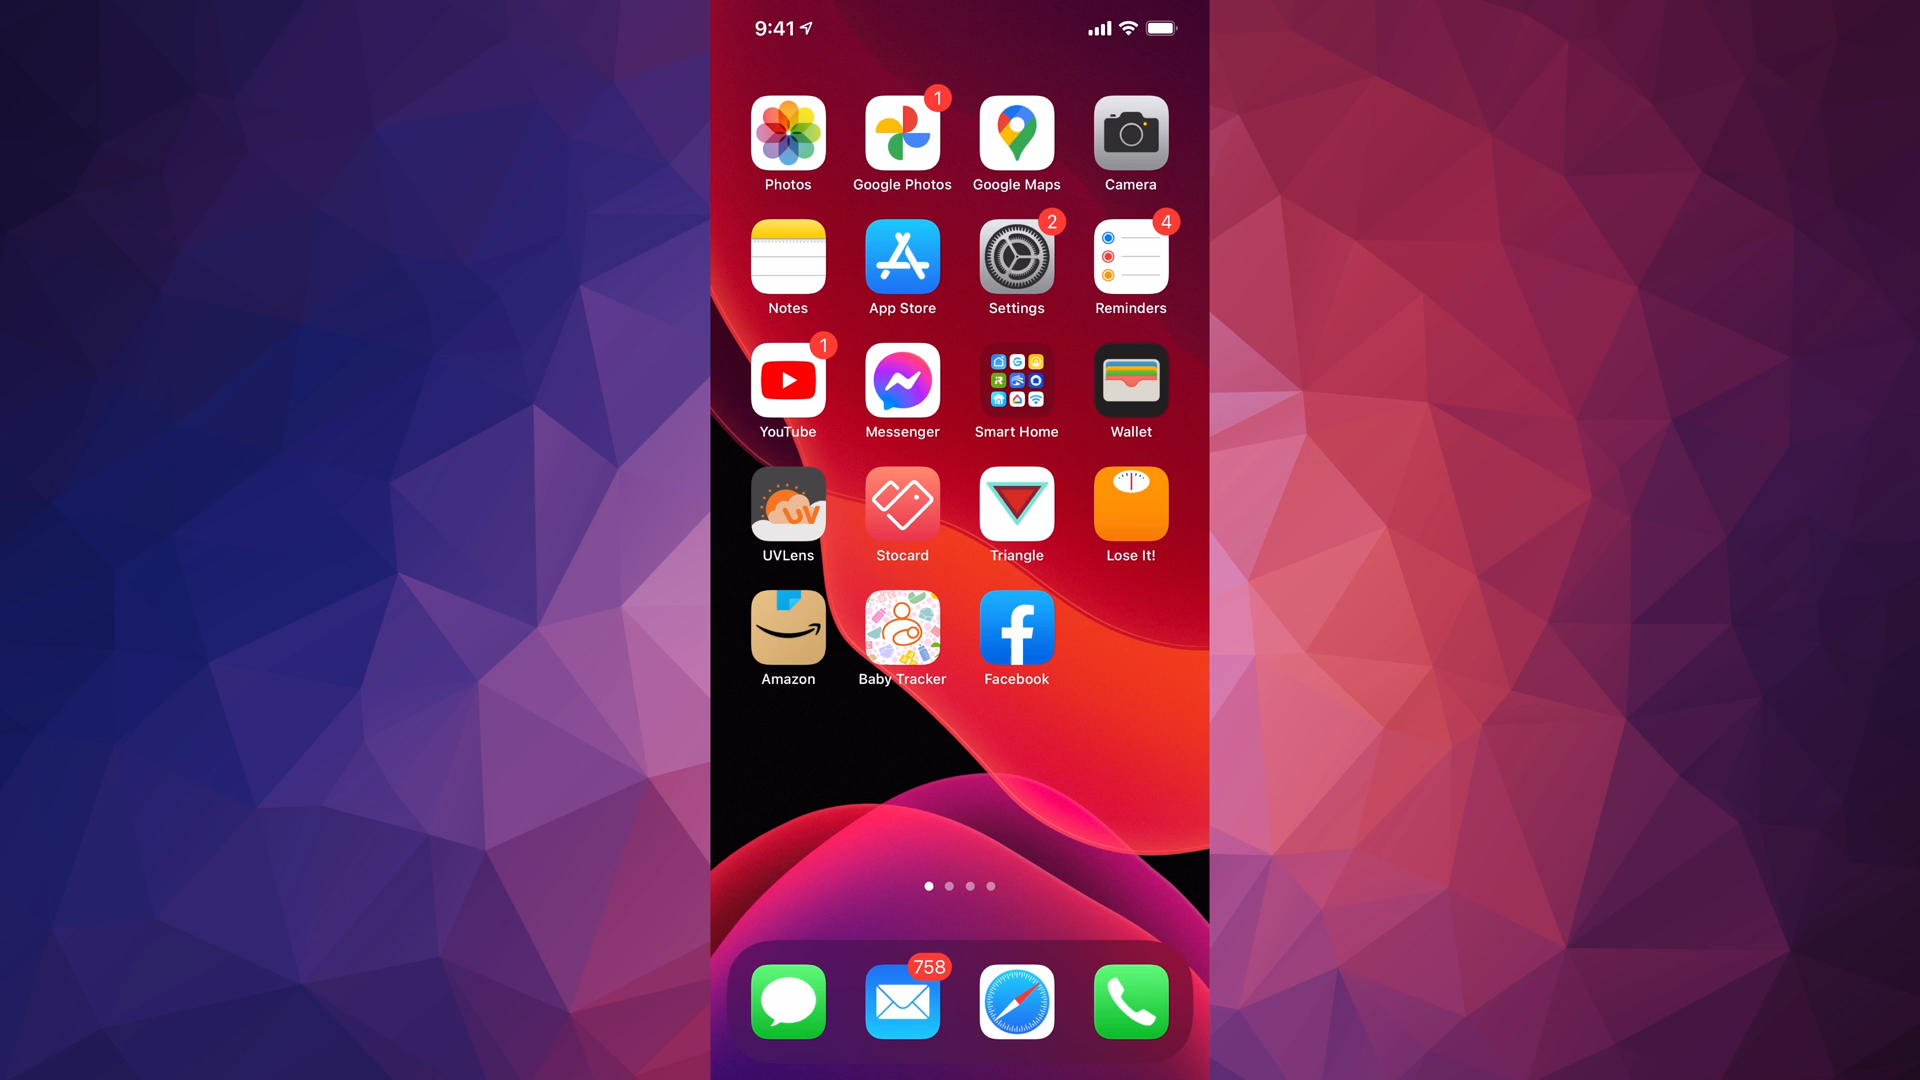 9:41
1
Photos Google Photos Google Maps Camera
2 4
Notes App Store Settings Reminders
1
YouTube Messenger Smart Home Wallet
UV
UVLens Stocard Triangle Lose It!
Amazon Baby Tracker Facebook
758